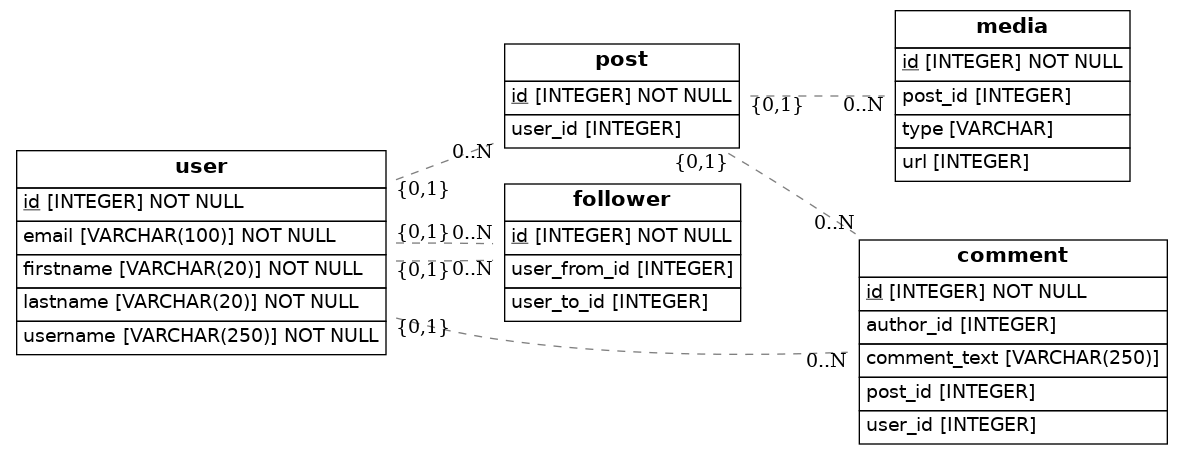 user
id [INTEGER] NOT NULL
email [VARCHAR(100)] NOT NULL
firstname [VARCHAR(20)] NOT NULL
lastname [VARCHAR(20)] NOT NULL
username [VARCHAR(250)] NOT NULL
0..N
{0,1}
{0,1} 0..N
{0,1} 0..N
{0,1}
0..N
post
id [INTEGER] NOT NULL
user_id [INTEGER]
follower
id [INTEGER] NOT NULL
user_from_id [INTEGER]
user_to_id [INTEGER]
{0,1} 0..N
{0,1}
0..N
media
id [INTEGER] NOT NULL
post_id [INTEGER]
type [VARCHAR]
url [INTEGER]
comment
id [INTEGER] NOT NULL
author_id [INTEGER]
comment_text [VARCHAR(250)]
post_id [INTEGER]
user_id [INTEGER]